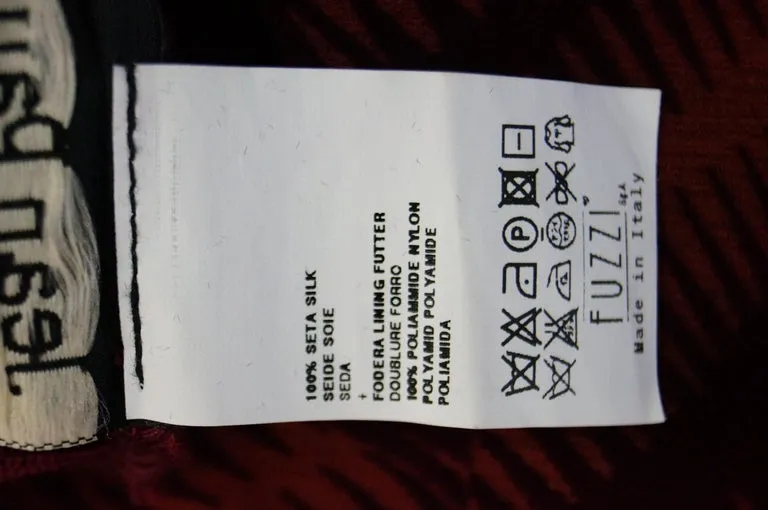 100% SETA SILK
SEIDE SOIE
SEDA
+
FODERA LINING FUTTER
DOUBLURE FORRO
100% POLIAMMIDE NYLON
POLYAMID POLYAMIDE
POLIAMIDA
P
FUZZI SpA
Made in Italy